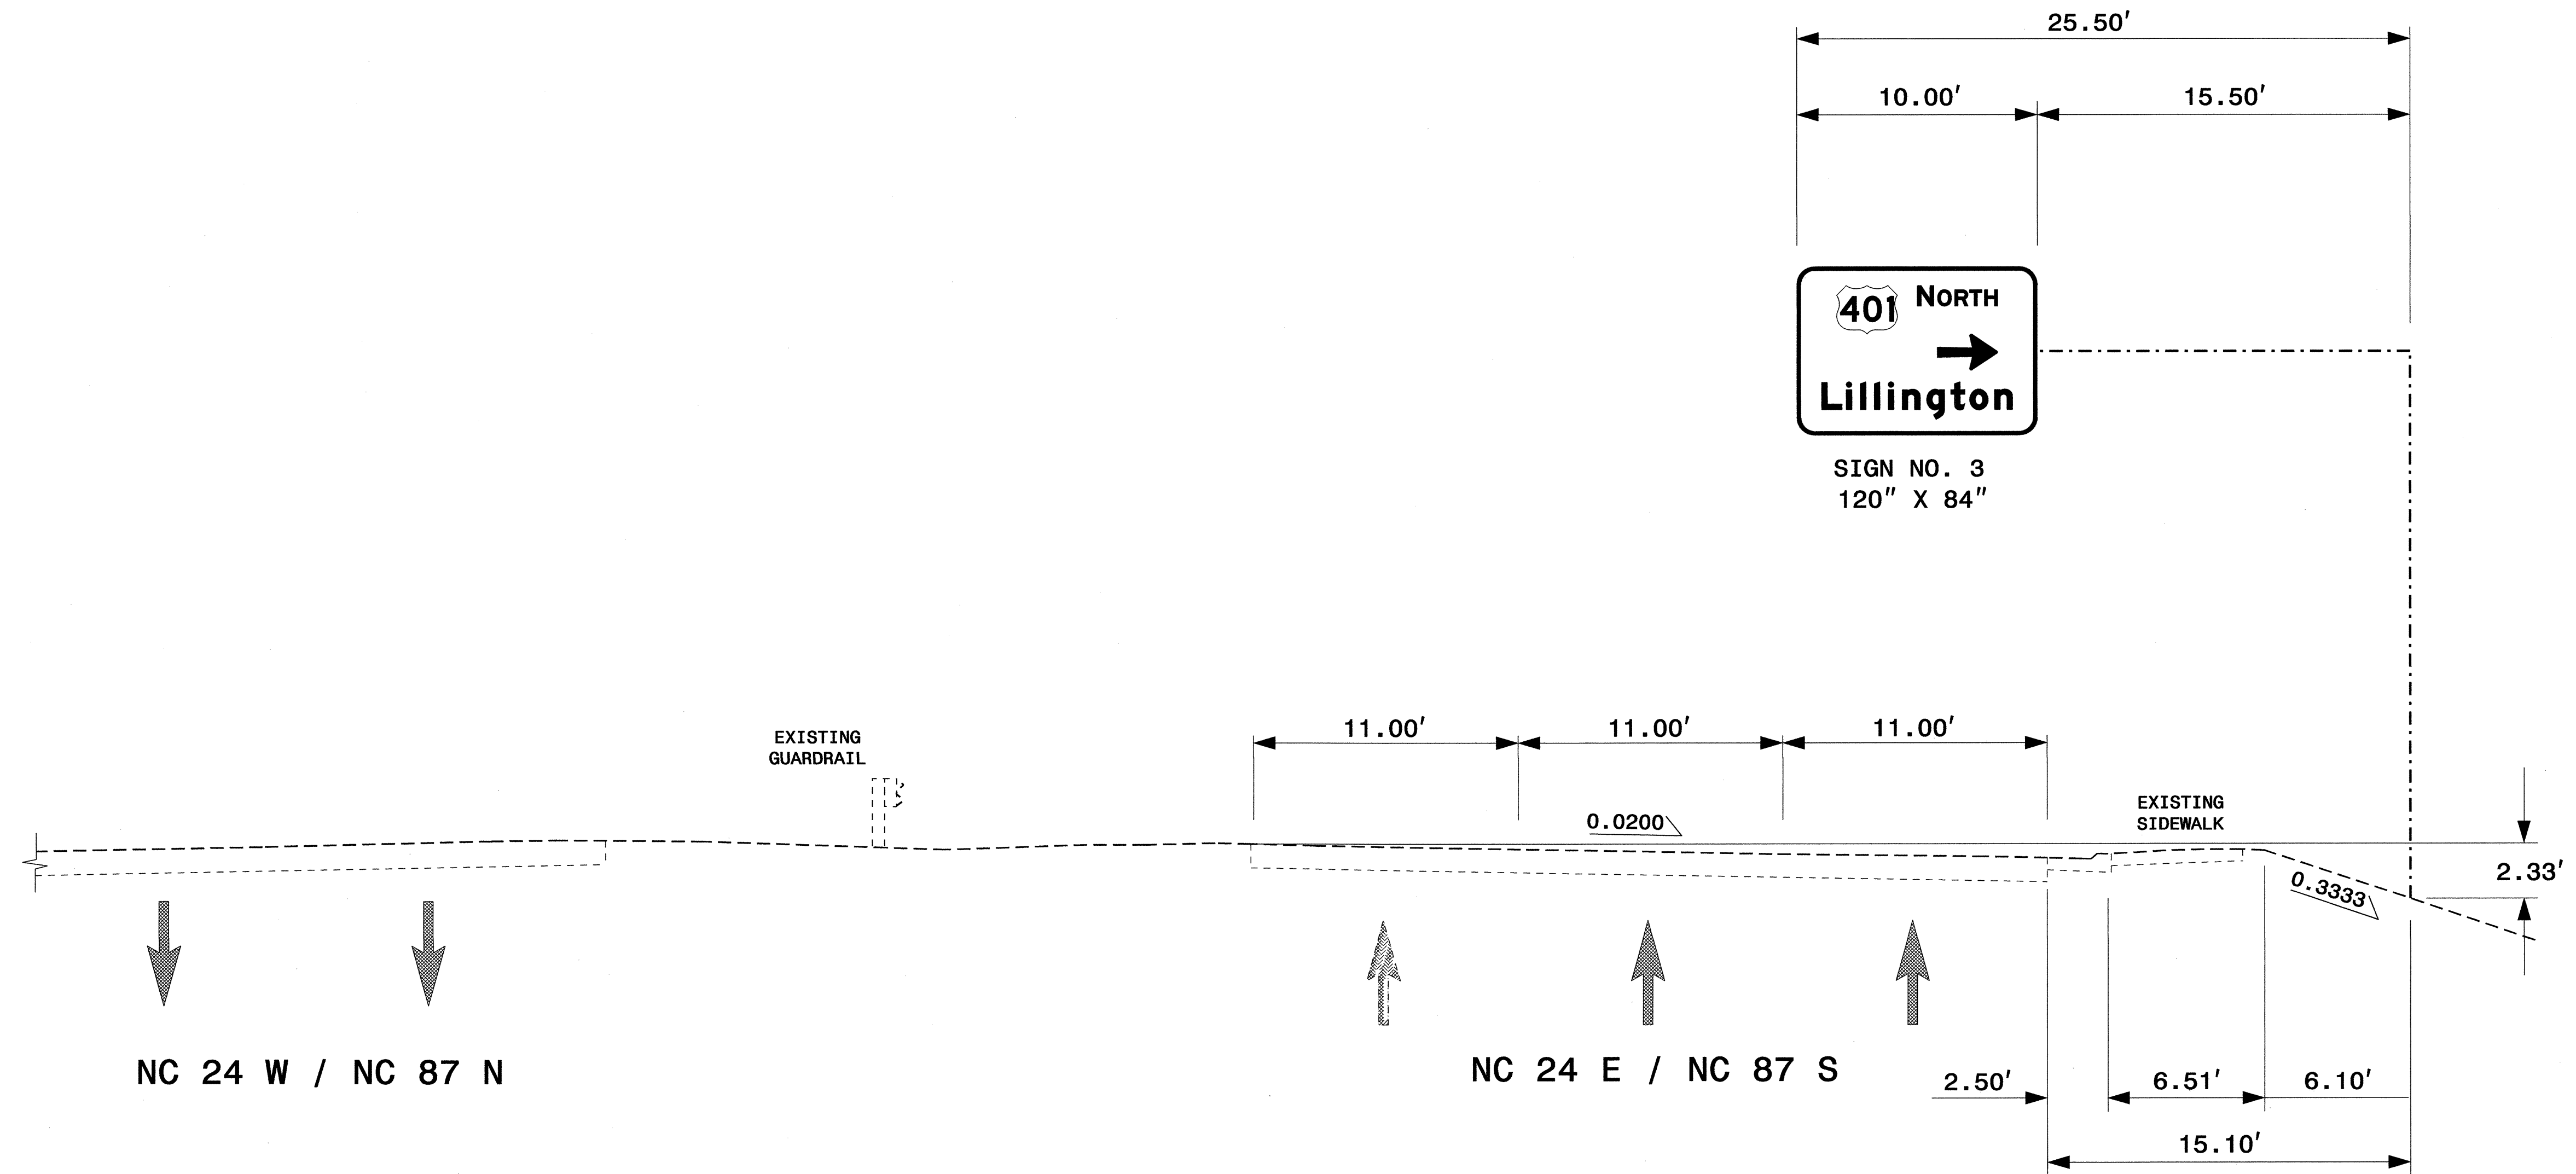 25.50′
10.00′
15.50′
401 NORTH
Lillington
SIGN NO. 3
120″ X 84″
11.00′
11.00′
11.00′
EXISTING
GUARDRAIL
EXISTING
SIDEWALK
0.0200
2.33′
0.3333
NC 24 W / NC 87 N
NC 24 E / NC 87 S
2.50′
6.51′
6.10′
15.10′